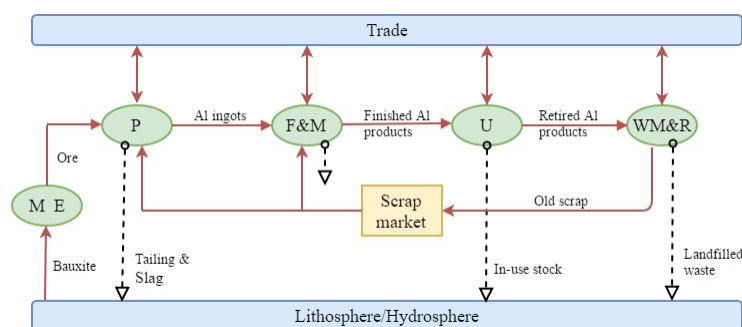 Trade
P
Al ingots
F&M
Finished Al
products
U
Retired Al
products
WM&R
Ore
M E
Scrap
market
Old scrap
Bauxite
Tailing &
Slag
In-use stock
Landfilled
waste
Lithosphere/Hydrosphere